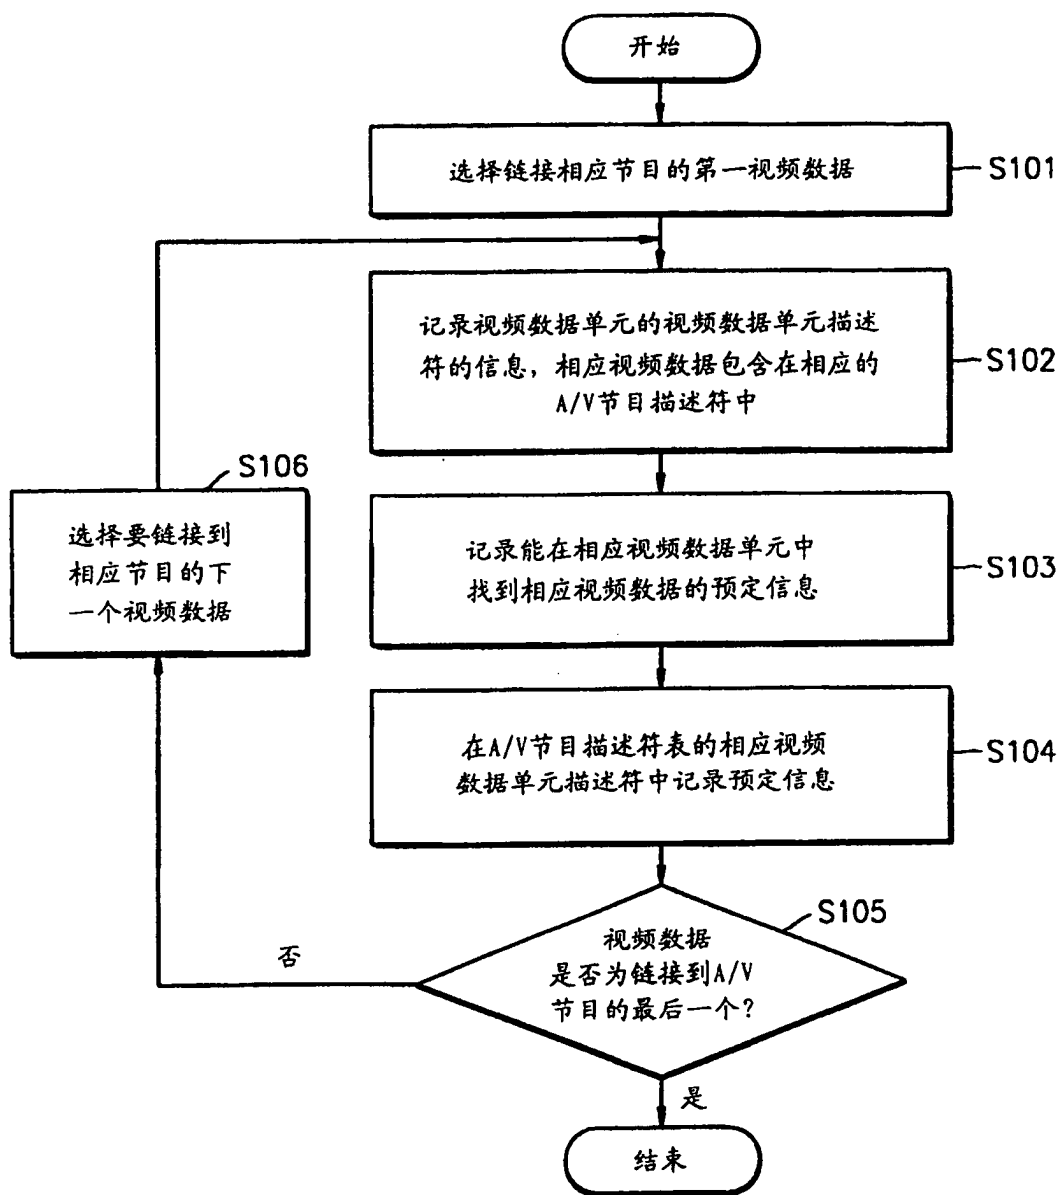 开始
选择链接相应节目的第一视频数据
S101
记录视频数据单元的视频数据单元描述
符的信息，相应视频数据包含在相应的
A/V节目描述符中
S102
S106
选择要链接到
相应节目的下
一个视频数据
记录能在相应视频数据单元中
找到相应视频数据的预定信息
S103
在A/V节目描述符表的相应视频
数据单元描述符中记录预定信息
S104
S105
视频数据
是否为链接到A/V
节目的最后一个?
否
是
结束